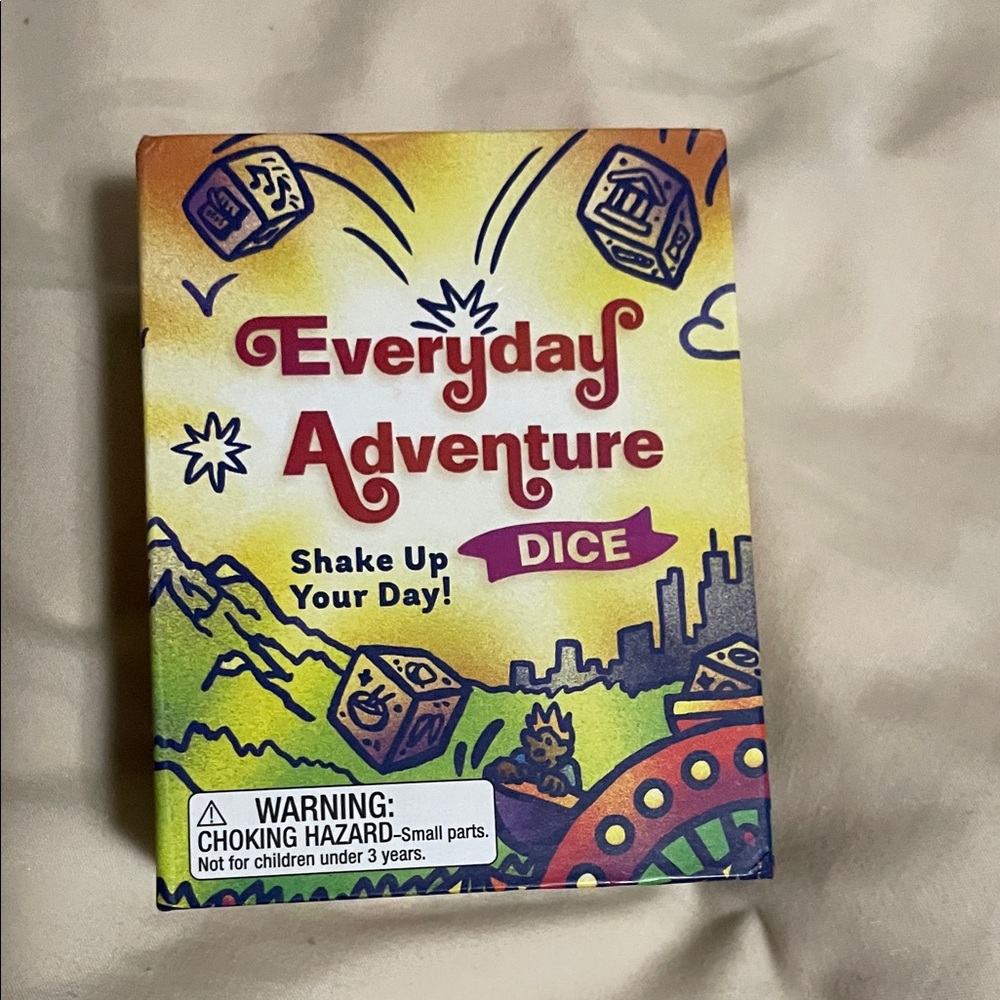 Everyday
Adventure
DICE
Shake Up
Your Day!
WARNING:
CHOKING HAZARD–Small parts.
Not for children under 3 years.